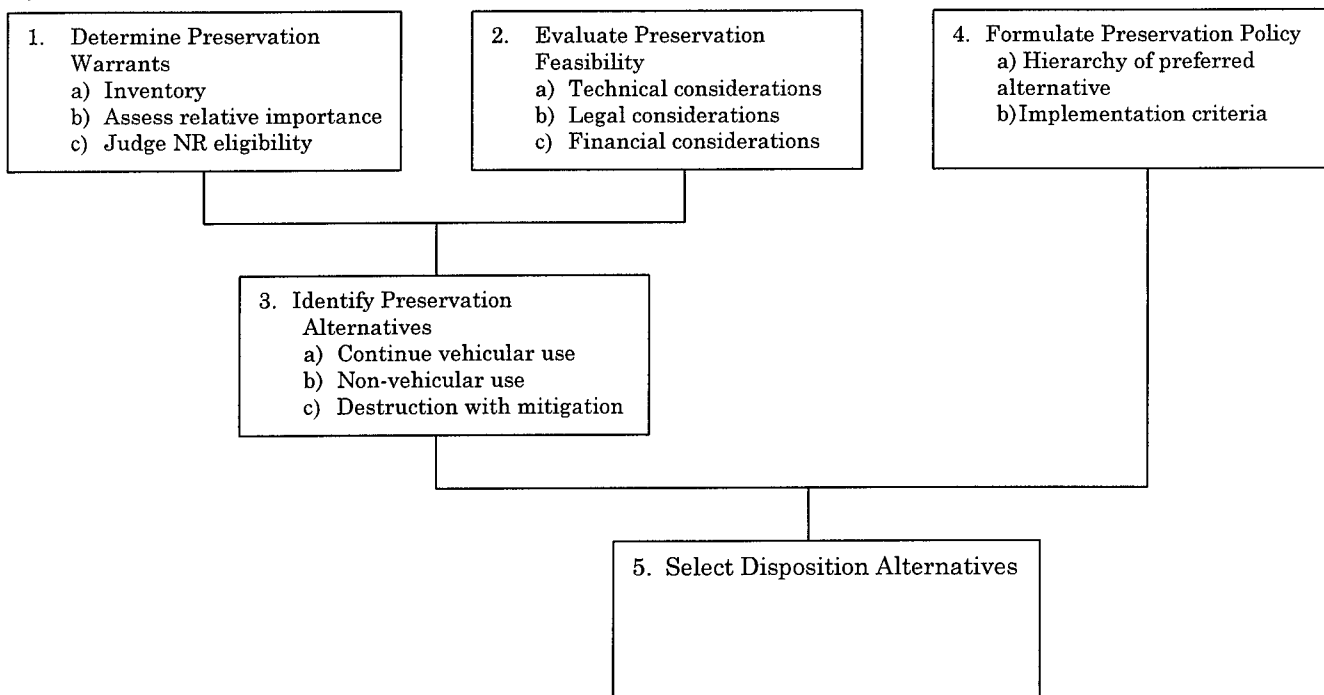 1. Determine Preservation
Warrants
a) Inventory
b) Assess relative importance
c) Judge NR eligibility
2. Evaluate Preservation
Feasibility
a) Technical considerations
b) Legal considerations
c) Financial considerations
4. Formulate Preservation Policy
a) Hierarchy of preferred
alternative
b)Implementation criteria
3. Identify Preservation
Alternatives
a) Continue vehicular use
b) Non-vehicular use
c) Destruction with mitigation
5. Select Disposition Alternatives